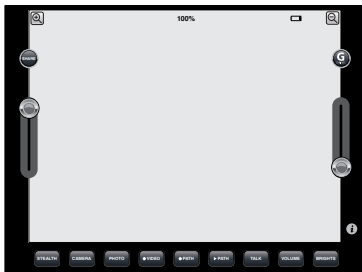 100%
SHARE
G
i
STEALTH CAMERA PHOTO ●VIDEO ●PATH ►PATH TALK VOLUME BRIGHTS